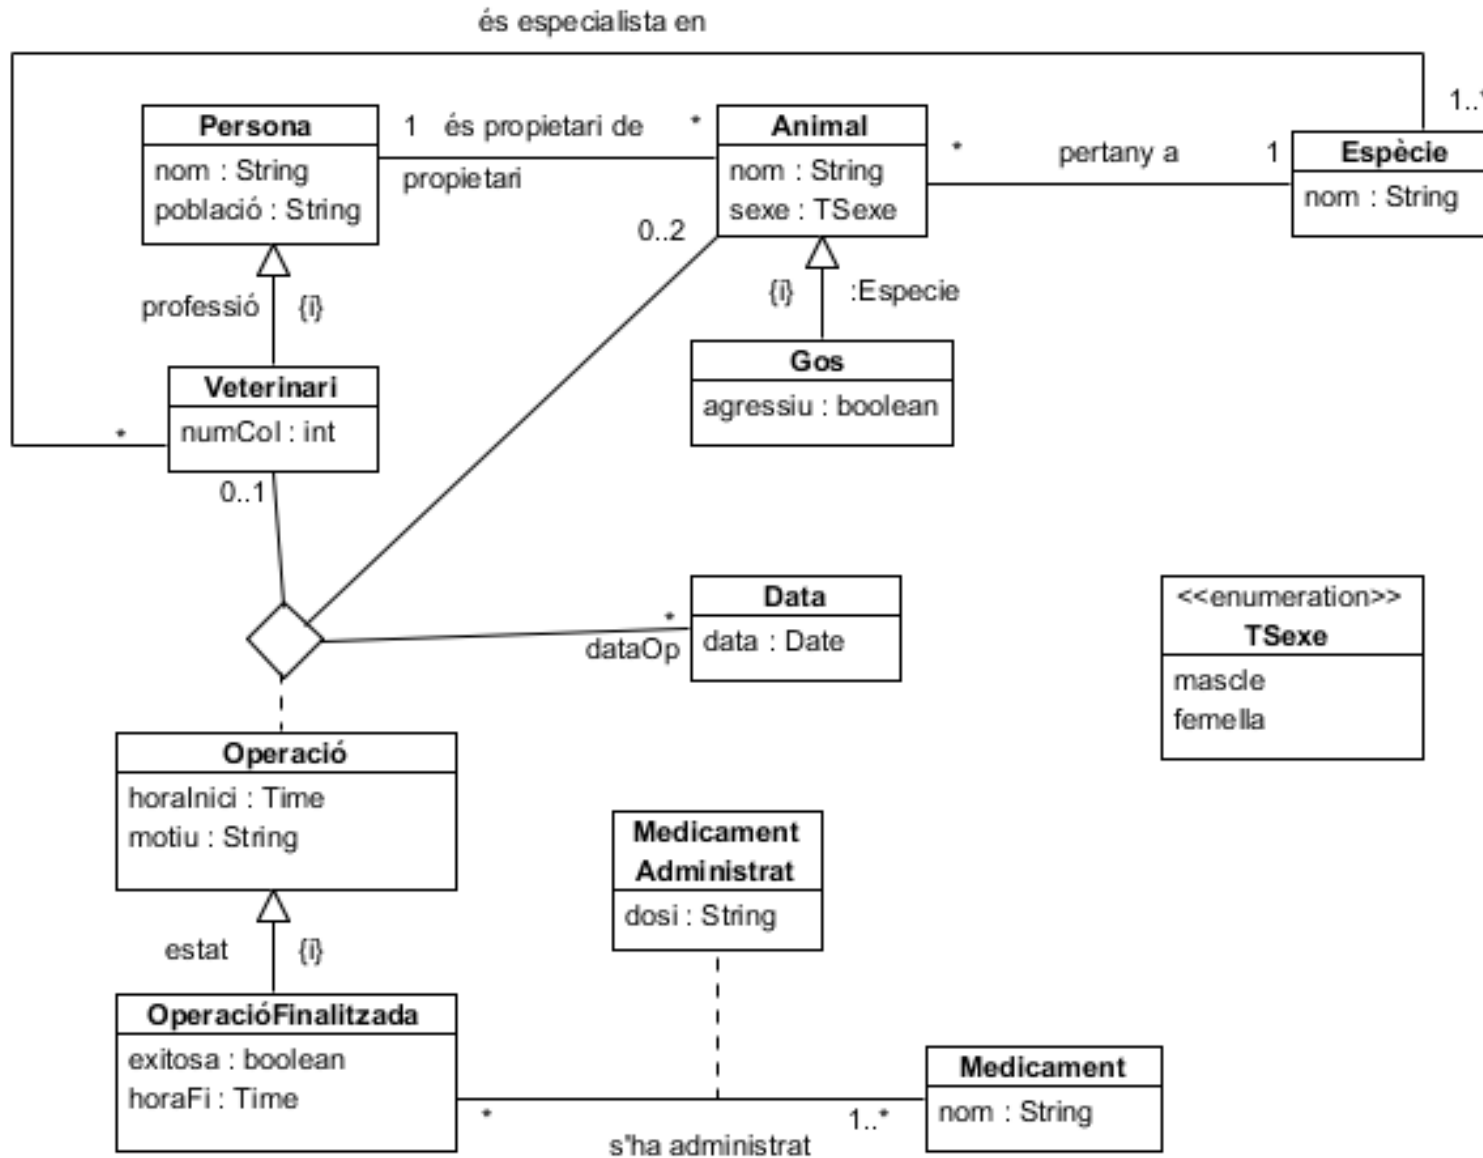 és especialista en
1..*
Persona
nom : String
població : String
1 és propietari de *
propietari
Animal
nom : String
sexe : TSexe
* pertany a 1
Espècie
nom : String
0..2
professió {i}
{i} :Especie
Veterinari
numCol : int
*
0..1
Gos
agressiu : boolean
*
dataOp
Data
data : Date
<<enumeration>>
TSexe
mascle
femella
Operació
horaInici : Time
motiu : String
Medicament
Administrat
dosi : String
estat {i}
OperacióFinalitzada
exitosa : boolean
horaFi : Time
Medicament
nom : String
* 1..*
s'ha administrat